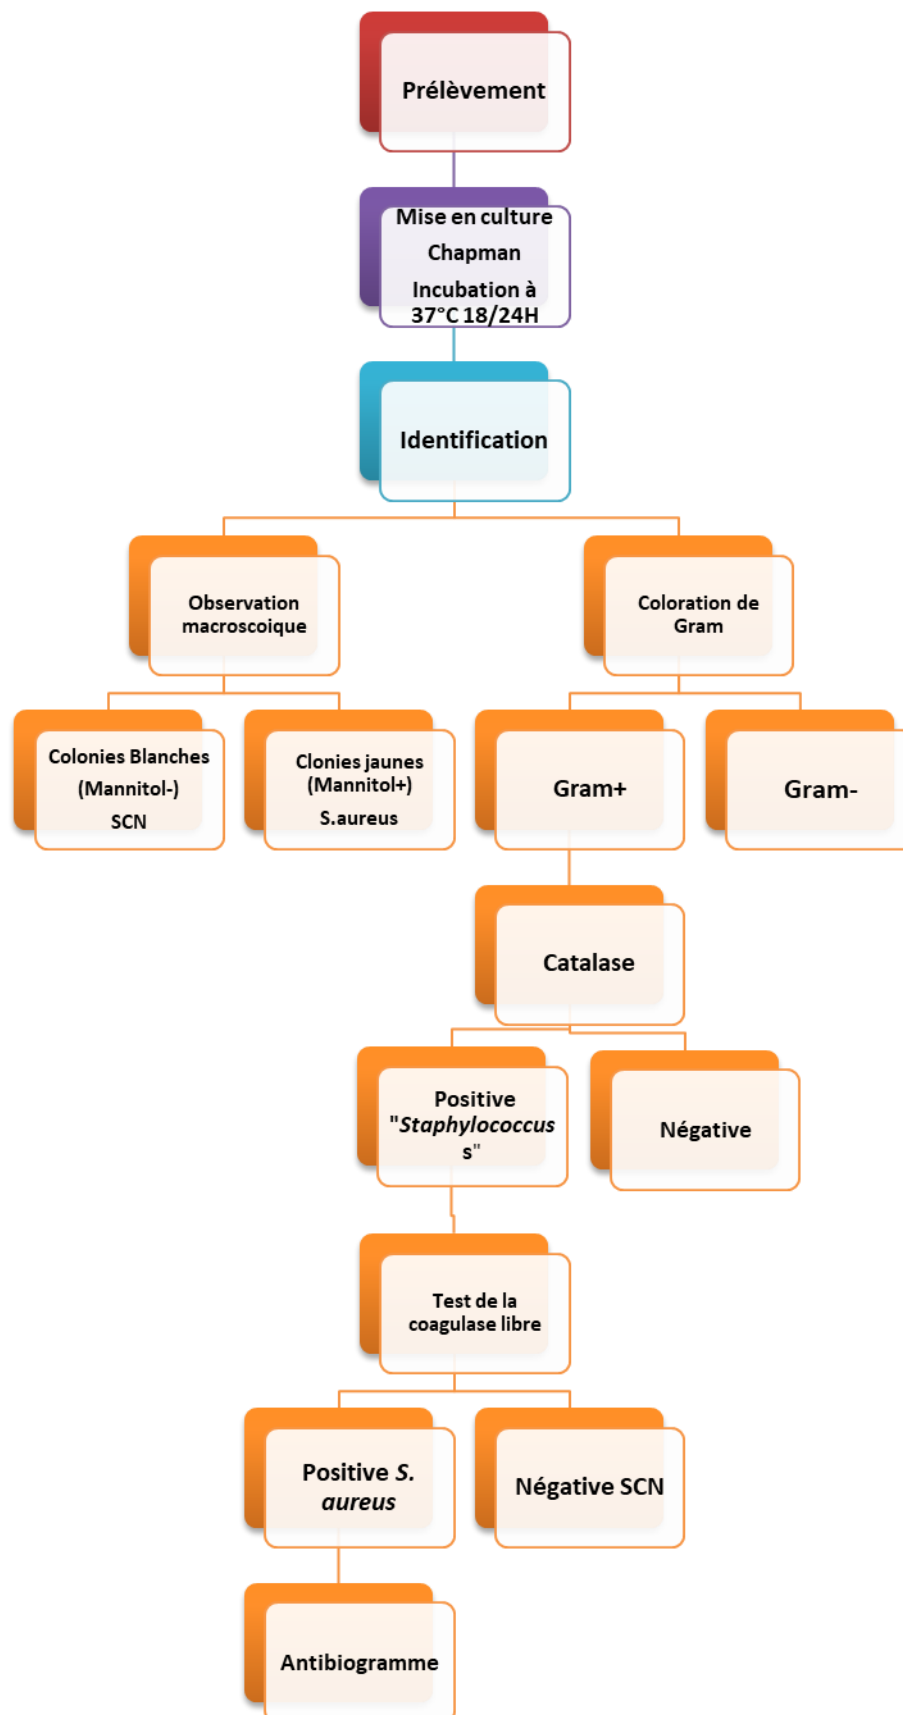 Prélèvement
Mise en culture
Chapman
Incubation à
37°C 18/24H
Identification
Observation
macroscoique
Coloration de
Gram
Colonies Blanches
(Mannitol-)
SCN
Clonies jaunes
(Mannitol+)
S.aureus
Gram+
Gram-
Catalase
Positive
"Staphylococcus
s"
Négative
Test de la
coagulase libre
Positive S.
aureus
Négative SCN
Antibiogramme